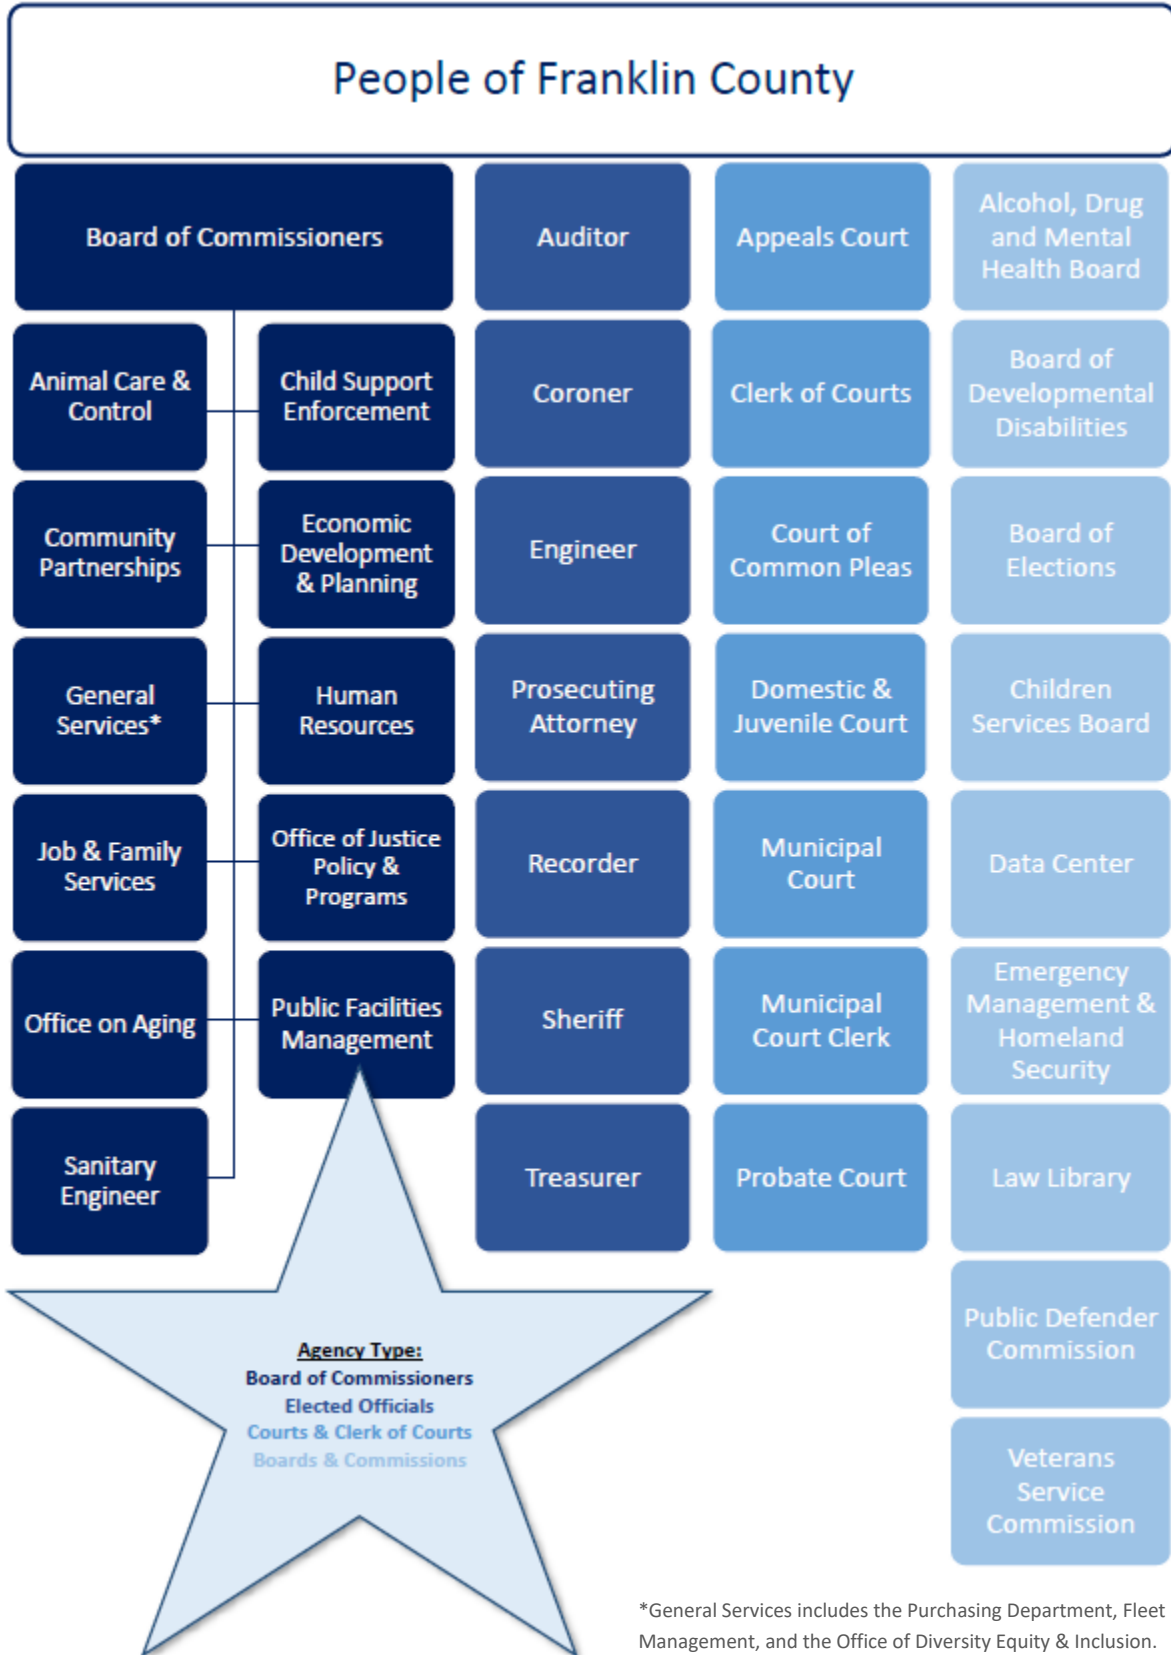 People of Franklin County
Board of Commissioners
Animal Care &
Control
Child Support
Enforcement
Community
Partnerships
Economic
Development
& Planning
General
Services*
Human
Resources
Job & Family
Services
Office of Justice
Policy &
Programs
Office on Aging
Public Facilities
Management
Sanitary
Engineer
Auditor
Coroner
Engineer
Prosecuting
Attorney
Recorder
Sheriff
Treasurer
Appeals Court
Clerk of Courts
Court of
Common Pleas
Domestic &
Juvenile Court
Municipal
Court
Municipal
Court Clerk
Probate Court
Alcohol, Drug
and Mental
Health Board
Board of
Developmental
Disabilities
Board of
Elections
Children
Services Board
Data Center
Emergency
Management &
Homeland
Security
Law Library
Public Defender
Commission
Veterans
Service
Commission
Agency Type:
Board of Commissioners
Elected Officials
Courts & Clerk of Courts
Boards & Commissions
*General Services includes the Purchasing Department, Fleet
Management, and the Office of Diversity Equity & Inclusion.